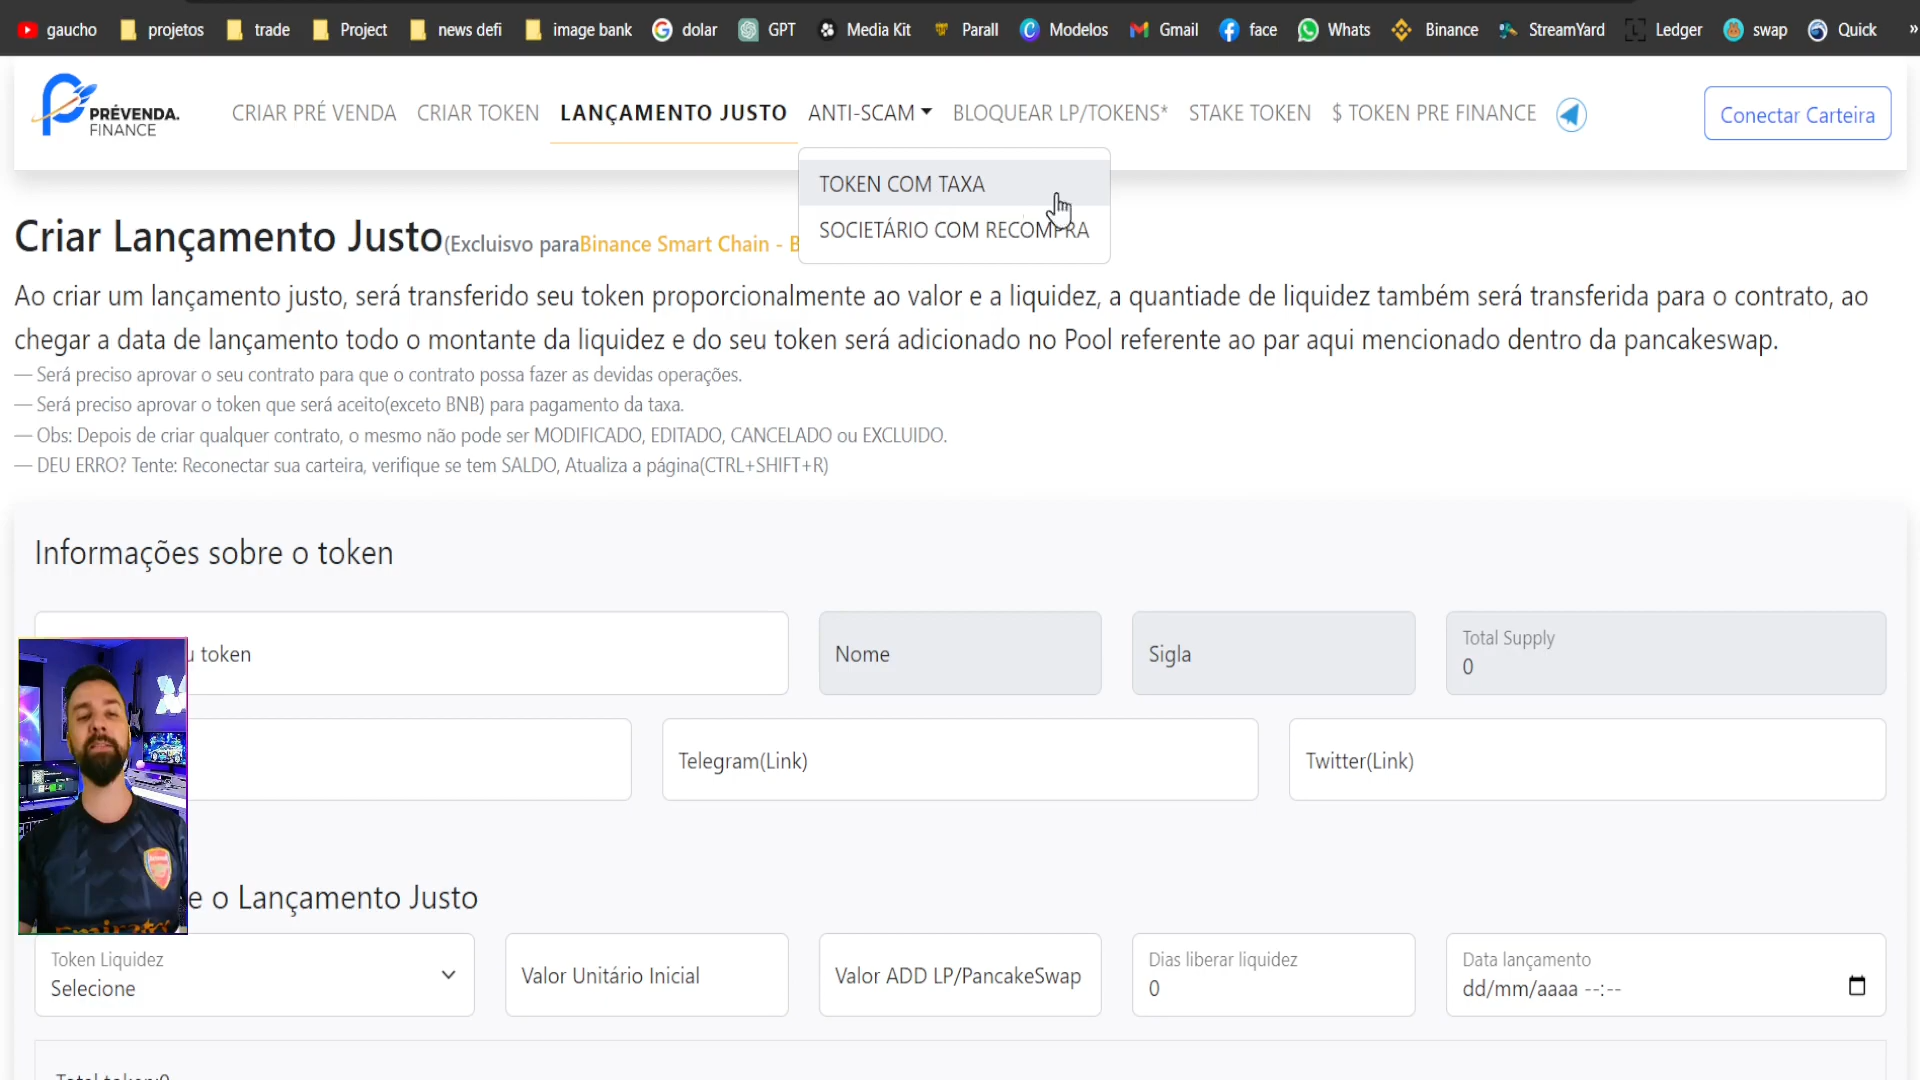 gaucho projetos trade Project news defi image bank dolar GPT Media Kit Parall Modelos Gmail face Whats Binance StreamYard Ledger swap Quick »
PRÉVENDA.
FINANCE
CRIAR PRÉ VENDA CRIAR TOKEN LANÇAMENTO JUSTO ANTI-SCAM BLOQUEAR LP/TOKENS* STAKE TOKEN $ TOKEN PRE FINANCE Conectar Carteira
TOKEN COM TAXA
SOCIETÁRIO COM RECOMPRA
Criar Lançamento Justo(Excluisvo paraBinance Smart Chain - B
Ao criar um lançamento justo, será transferido seu token proporcionalmente ao valor e a liquidez, a quantiade de liquidez também será transferida para o contrato, ao
chegar a data de lançamento todo o montante da liquidez e do seu token será adicionado no Pool referente ao par aqui mencionado dentro da pancakeswap.
— Será preciso aprovar o seu contrato para que o contrato possa fazer as devidas operações.
— Será preciso aprovar o token que será aceito(exceto BNB) para pagamento da taxa.
— Obs: Depois de criar qualquer contrato, o mesmo não pode ser MODIFICADO, EDITADO, CANCELADO ou EXCLUIDO.
— DEU ERRO? Tente: Reconectar sua carteira, verifique se tem SALDO, Atualiza a página(CTRL+SHIFT+R)
Informações sobre o token
token
Nome
Sigla
Total Supply
0
Telegram(Link)
Twitter(Link)
e o Lançamento Justo
Token Liquidez
Selecione
Valor Unitário Inicial
Valor ADD LP/PancakeSwap
Dias liberar liquidez
0
Data lançamento
dd/mm/aaaa --:--